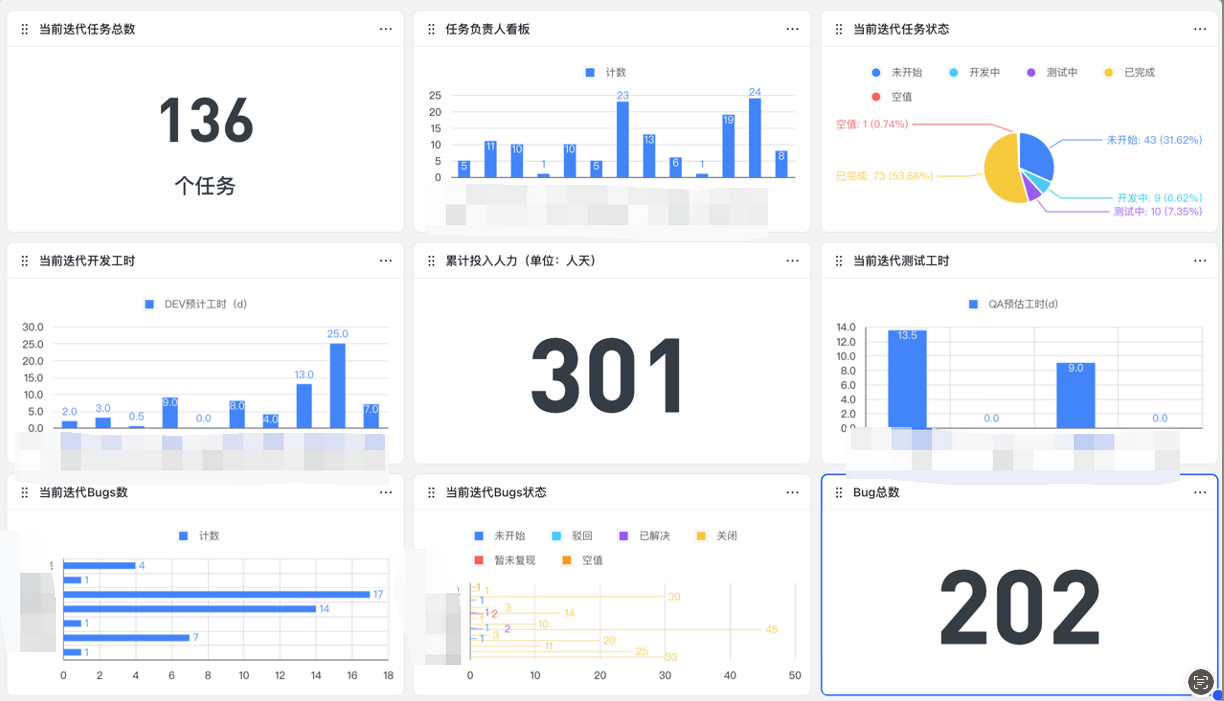 当前迭代任务总数
136
个任务
任务负责人看板
计数
25
20
15
10
5
0
5 11 10 1 10 5 23 13 6 1 19 24 8
当前迭代任务状态
未开始 开发中 测试中 已完成
空值
空值: 1 (0.74%)
未开始: 43 (31.62%)
已完成: 73 (53.68%)
开发中: 9 (6.62%)
测试中: 10 (7.35%)
当前迭代开发工时
DEV预计工时（d）
30.0
25.0
20.0
15.0
10.0
5.0
0.0
2.0 3.0 0.5 9.0 0.0 8.0 4.0 13.0 25.0 7.0
累计投入人力（单位：人天）
301
当前迭代测试工时
QA预估工时(d)
14.0
12.0
10.0
8.0
6.0
4.0
2.0
0.0
13.5 0.0 9.0 0.0
当前迭代Bugs数
计数
4
1
17
14
1
7
1
0 2 4 6 8 10 12 14 16 18
当前迭代Bugs状态
未开始 驳回 已解决 关闭
暂未复现 空值
1
1
30
1
3
1 2 14
1
10
1 2 45
1 3 20
11
25
30
0 10 20 30 40 50
Bug总数
202